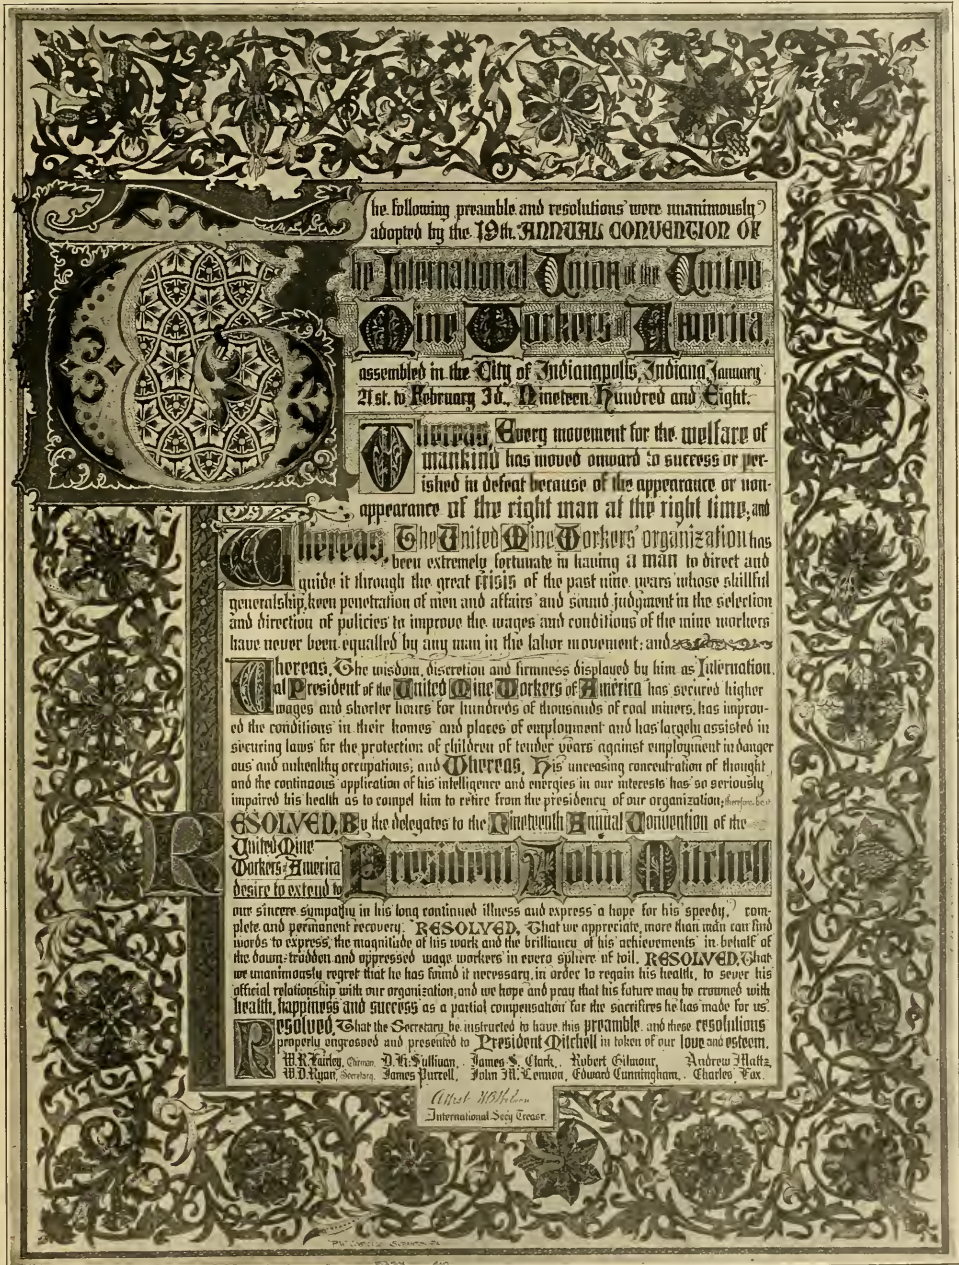 The following preamble and resolutions were unanimously
adopted by the 19th. ANNUAL CONVENTION OF
The International Union of the United
Mine Workers of America,
assembled in the City of Indianapolis, Indiana, January
21st. to February 3d., Nineteen Hundred and Eight.
Whereas, Every movement for the welfare of
mankind has moved onward to success or per-
ished in defeat because of the appearance or non-
appearance of the right man at the right time, and
Whereas, The United Mine Workers' organization has
been extremely fortunate in having a man to direct and
guide it through the great crisis of the past nine years whose skillful
generalship, keen penetration of men and affairs and sound judgment in the selection
and direction of policies to improve the wages and conditions of the mine workers
have never been equalled by any man in the labor movement: and
Whereas, The wisdom, discretion and firmness displayed by him as Internation-
al President of the United Mine Workers of America has secured higher
wages and shorter hours for hundreds of thousands of coal miners, has improv-
ed the conditions in their homes and places of employment and has largely assisted in
securing laws for the protection of children of tender years against employment in danger
ous and unhealthy occupations; and Whereas, His unceasing concentration of thought
and the continuous application of his intelligence and energies in our interests has so seriously
impaired his health as to compel him to retire from the presidency of our organization; therefore, be it
RESOLVED, By the delegates to the Nineteenth Annual Convention of the
United Mine
Workers of America
desire to extend to
President John Mitchell
our sincere sympathy in his long continued illness and express a hope for his speedy, com-
plete and permanent recovery. RESOLVED, That we appreciate, more than man can find
words to express, the magnitude of his work and the brilliancy of his achievements in behalf of
the down-trodden and oppressed wage workers in every sphere of toil. RESOLVED, That
we unanimously regret that he has found it necessary, in order to regain his health, to sever his
official relationship with our organization, and we hope and pray that his future may be crowned with
health, happiness and success as a partial compensation for the sacrifices he has made for us.
Resolved, That the Secretary be instructed to have this preamble and these resolutions
properly engrossed and presented to President Mitchell in token of our love and esteem.
W.R. Fairley, Chirman, D.H. Sullivan, James S. Clark, Robert Gilmour, Andrew Mattz
W.D. Ryan, Secretary, James Purcell, John M. Lennon, Edward Cunningham, Charles Fox.
Attest W B Wilson
International Secy Treasr.